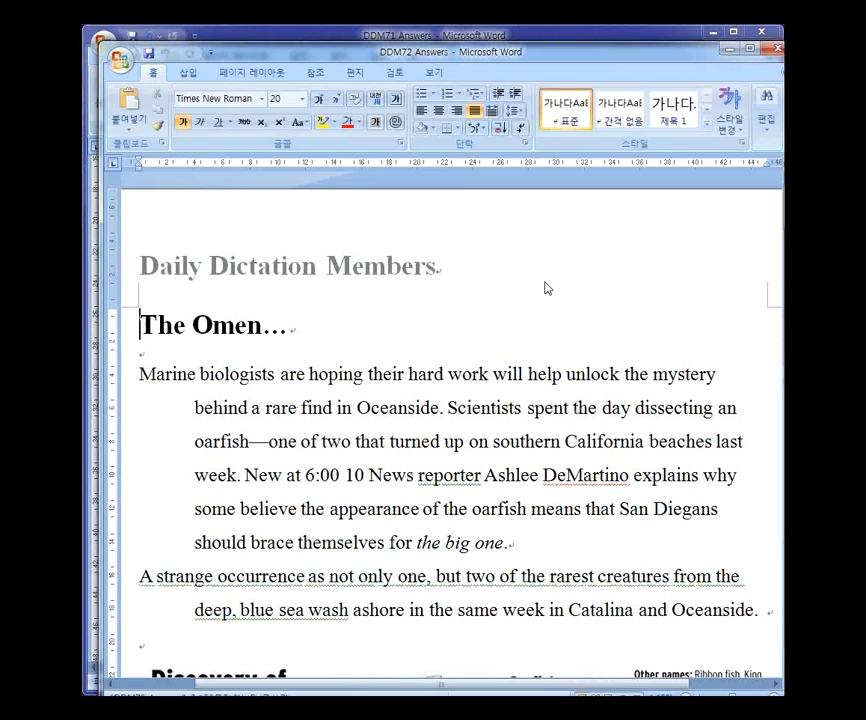 DDM71 Answers - Microsoft Word
DDM72 Answers - Microsoft Word
홈 삽입 페이지 레이아웃 참조 편지 검토 보기
Times New Roman 20
붙여넣기
가나다AaB 가나다AaB 가나다.
표준 간격 없음 제목 1
스타일 변경
편집
클립보드 글꼴 단락 스타일
Daily Dictation Members
The Omen…
Marine biologists are hoping their hard work will help unlock the mystery
behind a rare find in Oceanside. Scientists spent the day dissecting an
oarfish—one of two that turned up on southern California beaches last
week. New at 6:00 10 News reporter Ashlee DeMartino explains why
some believe the appearance of the oarfish means that San Diegans
should brace themselves for the big one.
A strange occurrence as not only one, but two of the rarest creatures from the
deep, blue sea wash ashore in the same week in Catalina and Oceanside.
Discovery of
Other names: Ribbon fish, King